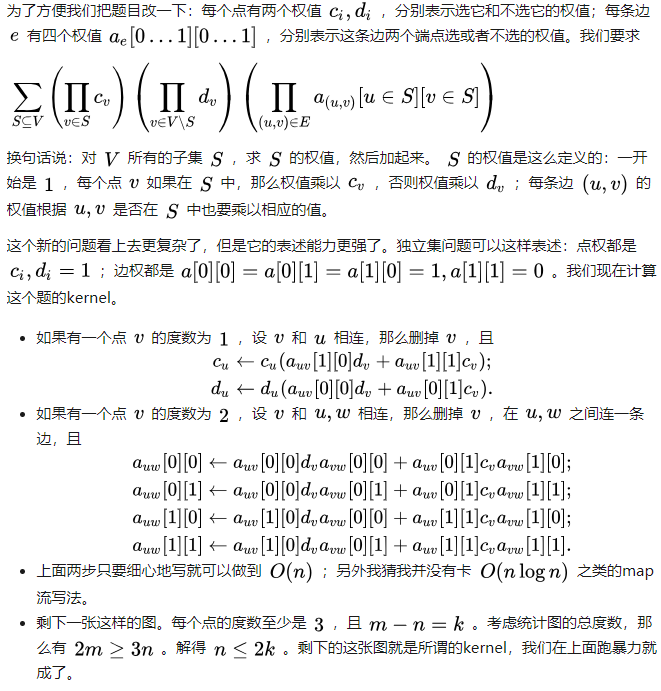 为了方便我们把题目改一下：每个点有两个权值 $c_i, d_i$ ，分别表示选它和不选它的权值；每条边
$e$ 有四个权值 $a_e[0 \ldots 1][0 \ldots 1]$ ，分别表示这条边两个端点选或者不选的权值。我们要求
$$\sum_{S \subseteq V} \left( \prod_{v \in S} c_v \right) \left( \prod_{v \in V \setminus S} d_v \right) \left( \prod_{(u,v) \in E} a_{(u,v)}[u \in S][v \in S] \right)$$
换句话说：对 $V$ 所有的子集 $S$ ，求 $S$ 的权值，然后加起来。 $S$ 的权值是这么定义的：一开
始是 $1$ ，每个点 $v$ 如果在 $S$ 中，那么权值乘以 $c_v$ ，否则权值乘以 $d_v$ ；每条边 $(u, v)$ 的
权值根据 $u, v$ 是否在 $S$ 中也要乘以相应的值。
这个新的问题看上去更复杂了，但是它的表述能力更强了。独立集问题可以这样表述：点权都是
$c_i, d_i = 1$ ；边权都是 $a[0][0] = a[0][1] = a[1][0] = 1, a[1][1] = 0$ 。我们现在计算
这个题的kernel。
• 如果有一个点 $v$ 的度数为 $1$ ，设 $v$ 和 $u$ 相连，那么删掉 $v$ ，且
$c_u \leftarrow c_u(a_{uv}[1][0]d_v + a_{uv}[1][1]c_v);$
$d_u \leftarrow d_u(a_{uv}[0][0]d_v + a_{uv}[0][1]c_v).$
• 如果有一个点 $v$ 的度数为 $2$ ，设 $v$ 和 $u, w$ 相连，那么删掉 $v$ ，在 $u, w$ 之间连一条
边，且
$a_{uw}[0][0] \leftarrow a_{uv}[0][0]d_v a_{vw}[0][0] + a_{uv}[0][1]c_v a_{vw}[1][0];$
$a_{uw}[0][1] \leftarrow a_{uv}[0][0]d_v a_{vw}[0][1] + a_{uv}[0][1]c_v a_{vw}[1][1];$
$a_{uw}[1][0] \leftarrow a_{uv}[1][0]d_v a_{vw}[0][0] + a_{uv}[1][1]c_v a_{vw}[1][0];$
$a_{uw}[1][1] \leftarrow a_{uv}[1][0]d_v a_{vw}[0][1] + a_{uv}[1][1]c_v a_{vw}[1][1].$
• 上面两步只要细心地写就可以做到 $O(n)$ ；另外我猜我并没有卡 $O(n \log n)$ 之类的map
流写法。
• 剩下一张这样的图。每个点的度数至少是 $3$ ，且 $m - n = k$ 。考虑统计图的总度数，那
么有 $2m \geq 3n$ 。解得 $n \leq 2k$ 。剩下的这张图就是所谓的kernel，我们在上面跑暴力就
成了。